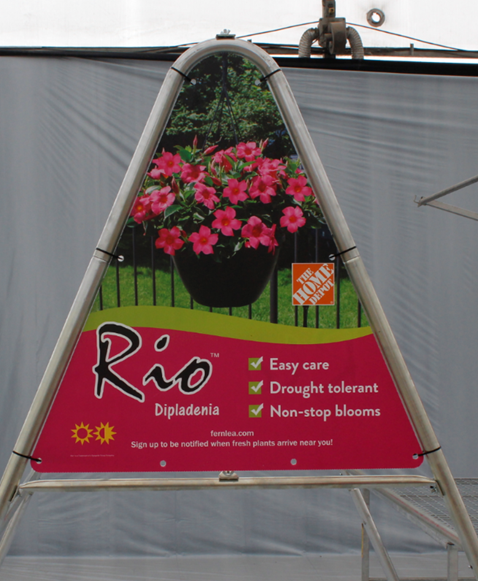 THE
HOME
DEPOT
Rio™
Dipladenia
Easy care
Drought tolerant
Non-stop blooms
fernlea.com
Sign up to be notified when fresh plants arrive near you!